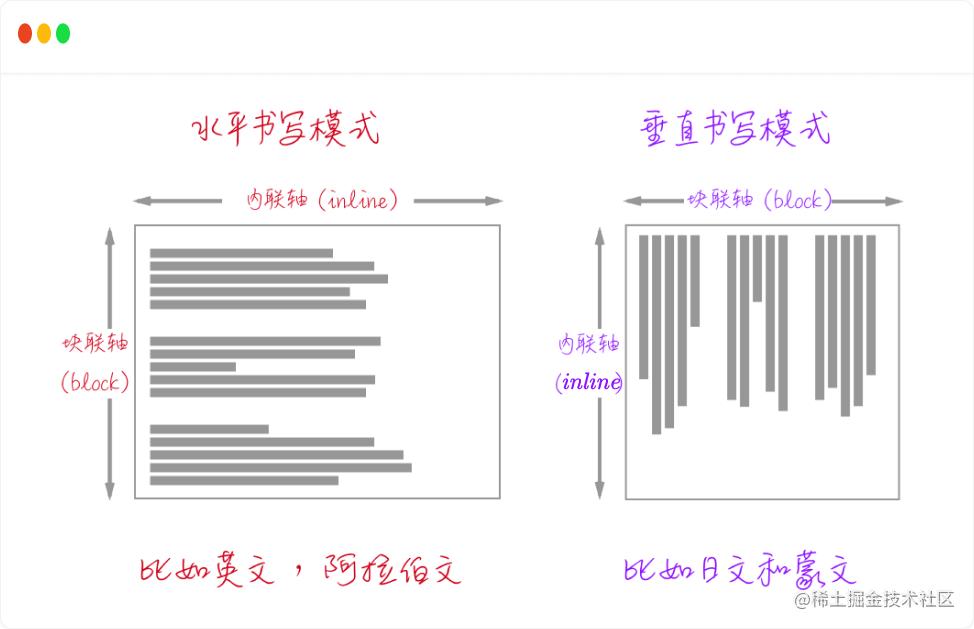 水平书写模式
内联轴 (inline)
块联轴
(block)
比如英文，阿拉伯文
垂直书写模式
块联轴 (block)
内联轴
(inline)
比如日文和蒙文
@稀土掘金技术社区